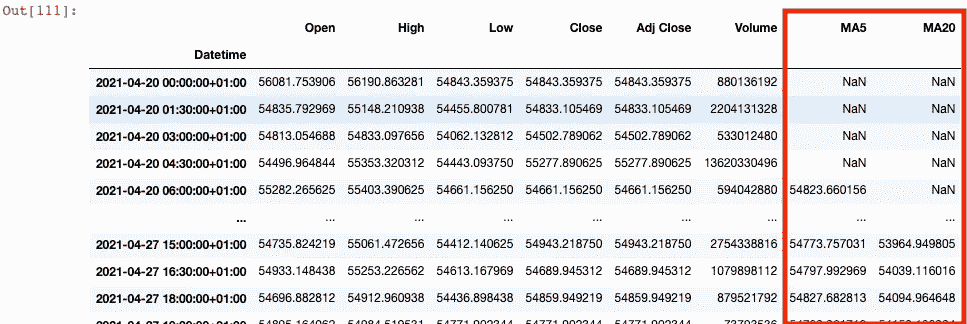 Out[111]:
Open High Low Close Adj Close Volume MA5 MA20
Datetime
2021-04-20 00:00:00+01:00 56081.753906 56190.863281 54843.359375 54843.359375 54843.359375 880136192 NaN NaN
2021-04-20 01:30:00+01:00 54835.792969 55148.210938 54455.800781 54833.105469 54833.105469 2204131328 NaN NaN
2021-04-20 03:00:00+01:00 54813.054688 54833.097656 54062.132812 54502.789062 54502.789062 533012480 NaN NaN
2021-04-20 04:30:00+01:00 54496.964844 55353.320312 54443.093750 55277.890625 55277.890625 13620330496 NaN NaN
2021-04-20 06:00:00+01:00 55282.265625 55403.390625 54661.156250 54661.156250 54661.156250 594042880 54823.660156 NaN
... ... ... ... ... ... ... ... ...
2021-04-27 15:00:00+01:00 54735.824219 55061.472656 54412.140625 54943.218750 54943.218750 2754338816 54773.757031 53964.949805
2021-04-27 16:30:00+01:00 54933.148438 55253.226562 54613.167969 54689.945312 54689.945312 1079898112 54797.992969 54039.116016
2021-04-27 18:00:00+01:00 54696.882812 54912.960938 54436.898438 54859.949219 54859.949219 879521792 54827.682813 54094.964648